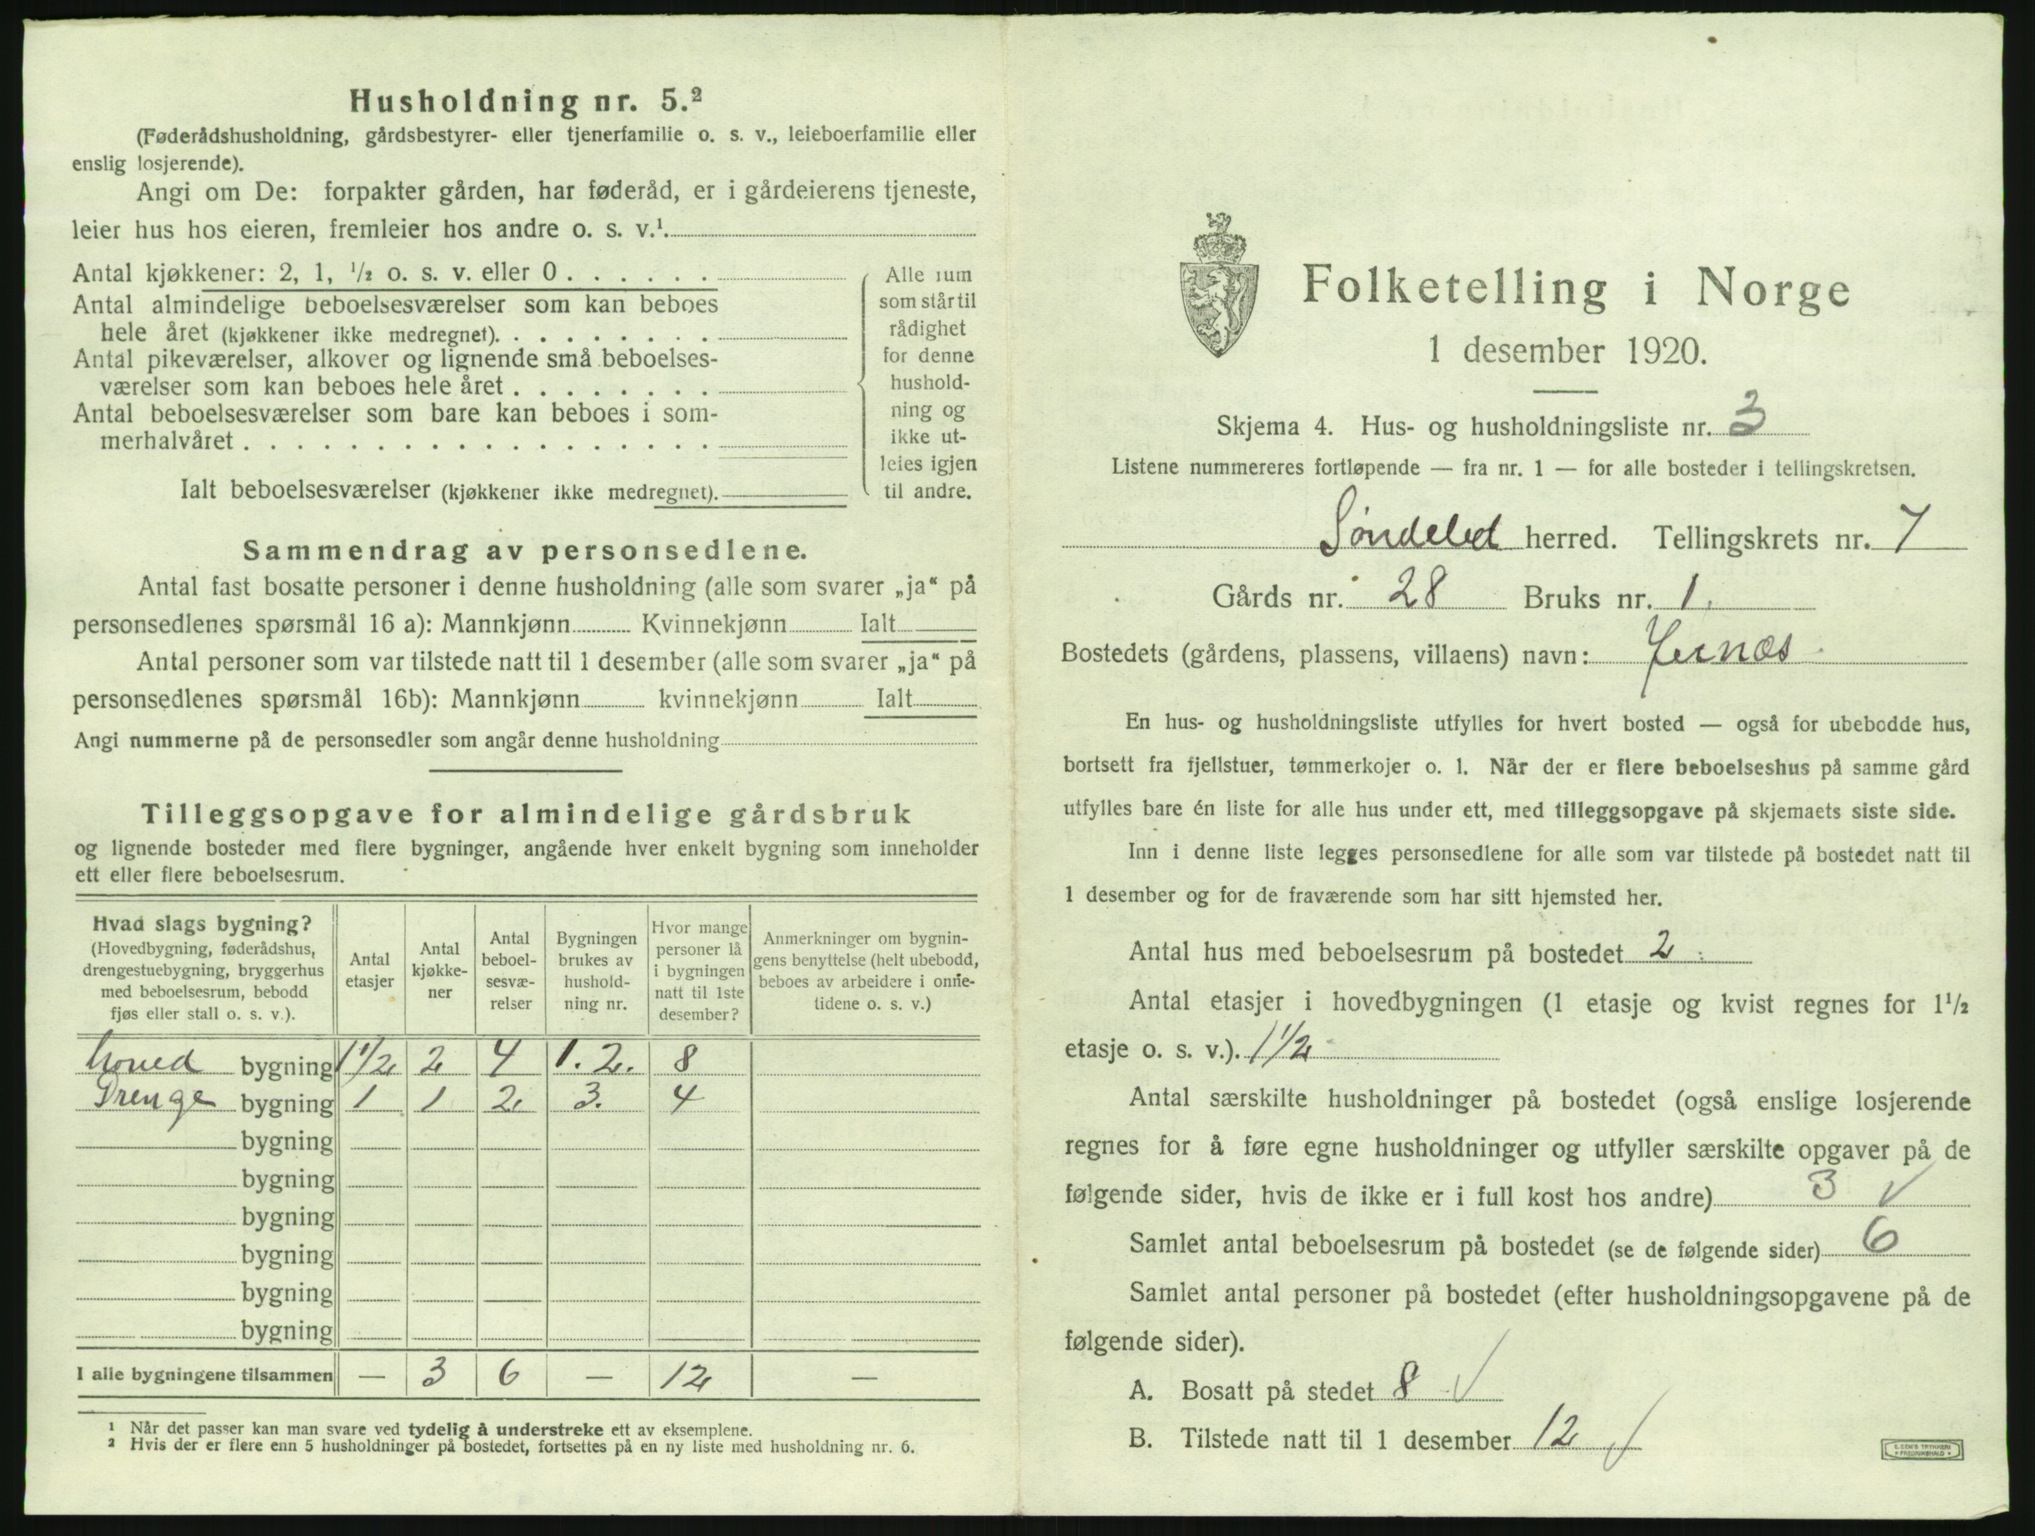 Husholdning nr. 5.²
(Føderådshusholdning, gårdsbestyrer- eller tjenerfamilie o. s. v., leieboerfamilie eller
enslig losjerende).
Angi om De: forpakter gården, har føderåd, er i gårdeierens tjeneste,
leier hus hos eieren, fremleier hos andre o. s. v.¹
Antal kjøkkener: 2, 1, ¹/₂ o. s. v. eller 0
Antal almindelige beboelsesværelser som kan beboes
hele året (kjøkkener ikke medregnet).
Antal pikeværelser, alkover og lignende små beboelses-
værelser som kan beboes hele året
Antal beboelsesværelser som bare kan beboes i som-
merhalvåret
Ialt beboelsesværelser (kjøkkener ikke medregnet).
Alle rum
som står til
rådighet
for denne
hushold-
ning og
ikke ut-
leies igjen
til andre.
Sammendrag av personsedlene.
Antal fast bosatte personer i denne husholdning (alle som svarer „ja“ på
personsedlenes spørsmål 16 a): Mannkjønn Kvinnekjønn Ialt
Antal personer som var tilstede natt til 1 desember (alle som svarer „ja“ på
personsedlenes spørsmål 16b): Mannkjønn kvinnekjønn Ialt
Angi nummerne på de personsedler som angår denne husholdning
Tilleggsopgave for almindelige gårdsbruk
og lignende bosteder med flere bygninger, angående hver enkelt bygning som inneholder
ett eller flere beboelsesrum.
Hvad slags bygning?
(Hovedbygning, føderådshus,
drengestuebygning, bryggerhus
med beboelsesrum, bebodd
fjøs eller stall o. s. v.).
Antal
etasjer
Antal
kjøkke-
ner
Antal
beboel-
sesvæ-
relser
Bygningen
brukes av
hushold-
ning nr.
Hvor mange
personer lå
i bygningen
natt til 1ste
desember?
Anmerkninger om bygnin-
gens benyttelse (helt ubebodd,
beboes av arbeidere i onne-
tidene o. s. v.)
Hoved bygning 1 1/2 2 4 1. 2. 8
Drenge bygning 1 1 2 3. 4
bygning
bygning
bygning
bygning
bygning
bygning
I alle bygningene tilsammen — 3 6 — 12 —
¹ Når det passer kan man svare ved tydelig å understreke ett av eksemplene.
² Hvis der er flere enn 5 husholdninger på bostedet, fortsettes på en ny liste med husholdning nr. 6.
Folketelling i Norge
1 desember 1920.
Skjema 4. Hus- og husholdningsliste nr. 3
Listene nummereres fortløpende — fra nr. 1 — for alle bosteder i tellingskretsen.
Søndeled herred. Tellingskrets nr. 7
Gårds nr. 28 Bruks nr. 1.
Bostedets (gårdens, plassens, villaens) navn:
En hus- og husholdningsliste utfylles for hvert bosted — også for ubebodde hus,
bortsett fra fjellstuer, tømmerkojer o. l. Når der er flere beboelseshus på samme gård
utfylles bare én liste for alle hus under ett, med tilleggsopgave på skjemaets siste side.
Inn i denne liste legges personsedlene for alle som var tilstede på bostedet natt til
1 desember og for de fraværende som har sitt hjemsted her.
Antal hus med beboelsesrum på bostedet 2
Antal etasjer i hovedbygningen (1 etasje og kvist regnes for 1¹/₂
etasje o. s. v.). 1 1/2
Antal særskilte husholdninger på bostedet (også enslige losjerende
regnes for å føre egne husholdninger og utfyller særskilte opgaver på de
følgende sider, hvis de ikke er i full kost hos andre) 3 ✓
Samlet antal beboelsesrum på bostedet (se de følgende sider) 6
Samlet antal personer på bostedet (efter husholdningsopgavene på de
følgende sider).
A. Bosatt på stedet 8 ✓
B. Tilstede natt til 1 desember 12 ✓